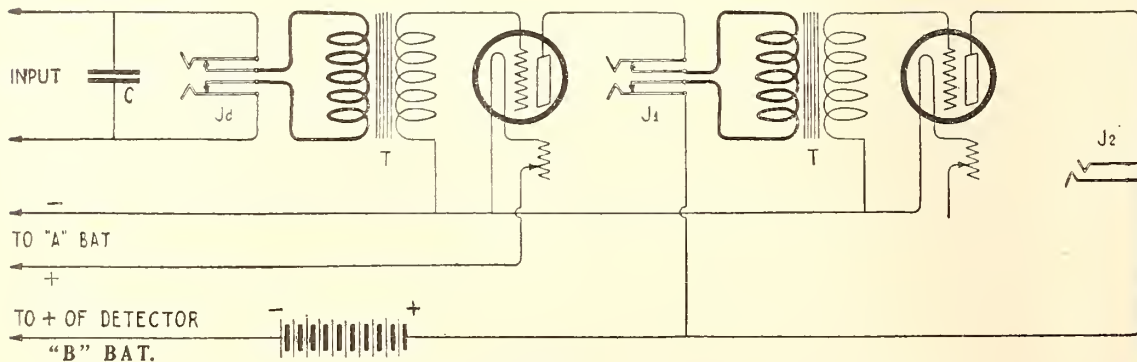 INPUT
C
Jd
T
J1
T
J2
-
TO "A" BAT
+
- +
TO + OF DETECTOR
"B" BAT.